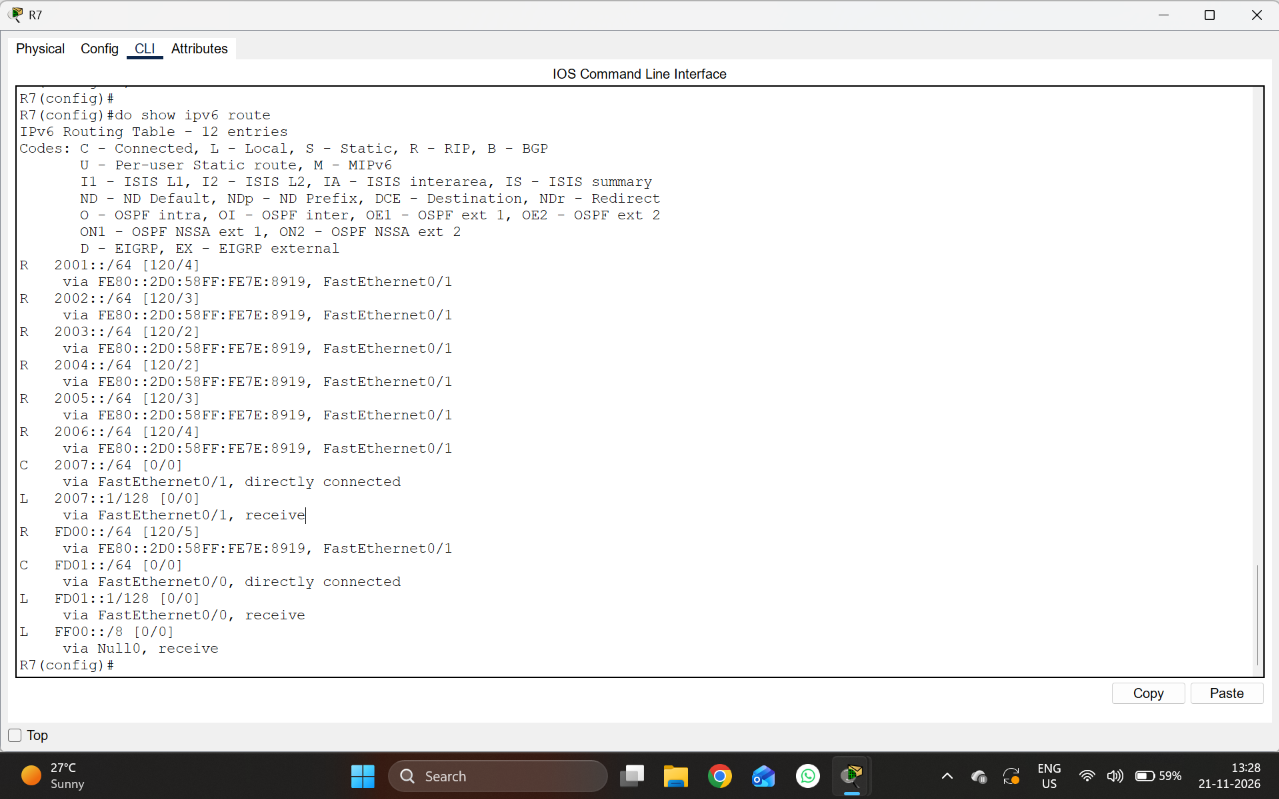 R7
Physical Config CLI Attributes
IOS Command Line Interface
R7(config)#
R7(config)#do show ipv6 route
IPv6 Routing Table - 12 entries
Codes: C - Connected, L - Local, S - Static, R - RIP, B - BGP
U - Per-user Static route, M - MIPv6
I1 - ISIS L1, I2 - ISIS L2, IA - ISIS interarea, IS - ISIS summary
ND - ND Default, NDp - ND Prefix, DCE - Destination, NDr - Redirect
O - OSPF intra, OI - OSPF inter, OE1 - OSPF ext 1, OE2 - OSPF ext 2
ON1 - OSPF NSSA ext 1, ON2 - OSPF NSSA ext 2
D - EIGRP, EX - EIGRP external
R 2001::/64 [120/4]
via FE80::2D0:58FF:FE7E:8919, FastEthernet0/1
R 2002::/64 [120/3]
via FE80::2D0:58FF:FE7E:8919, FastEthernet0/1
R 2003::/64 [120/2]
via FE80::2D0:58FF:FE7E:8919, FastEthernet0/1
R 2004::/64 [120/2]
via FE80::2D0:58FF:FE7E:8919, FastEthernet0/1
R 2005::/64 [120/3]
via FE80::2D0:58FF:FE7E:8919, FastEthernet0/1
R 2006::/64 [120/4]
via FE80::2D0:58FF:FE7E:8919, FastEthernet0/1
C 2007::/64 [0/0]
via FastEthernet0/1, directly connected
L 2007::1/128 [0/0]
via FastEthernet0/1, receive
R FD00::/64 [120/5]
via FE80::2D0:58FF:FE7E:8919, FastEthernet0/1
C FD01::/64 [0/0]
via FastEthernet0/0, directly connected
L FD01::1/128 [0/0]
via FastEthernet0/0, receive
L FF00::/8 [0/0]
via Null0, receive
R7(config)#
Copy Paste
Top
27°C
Sunny
Search
ENG
US
59%
13:28
21-11-2026